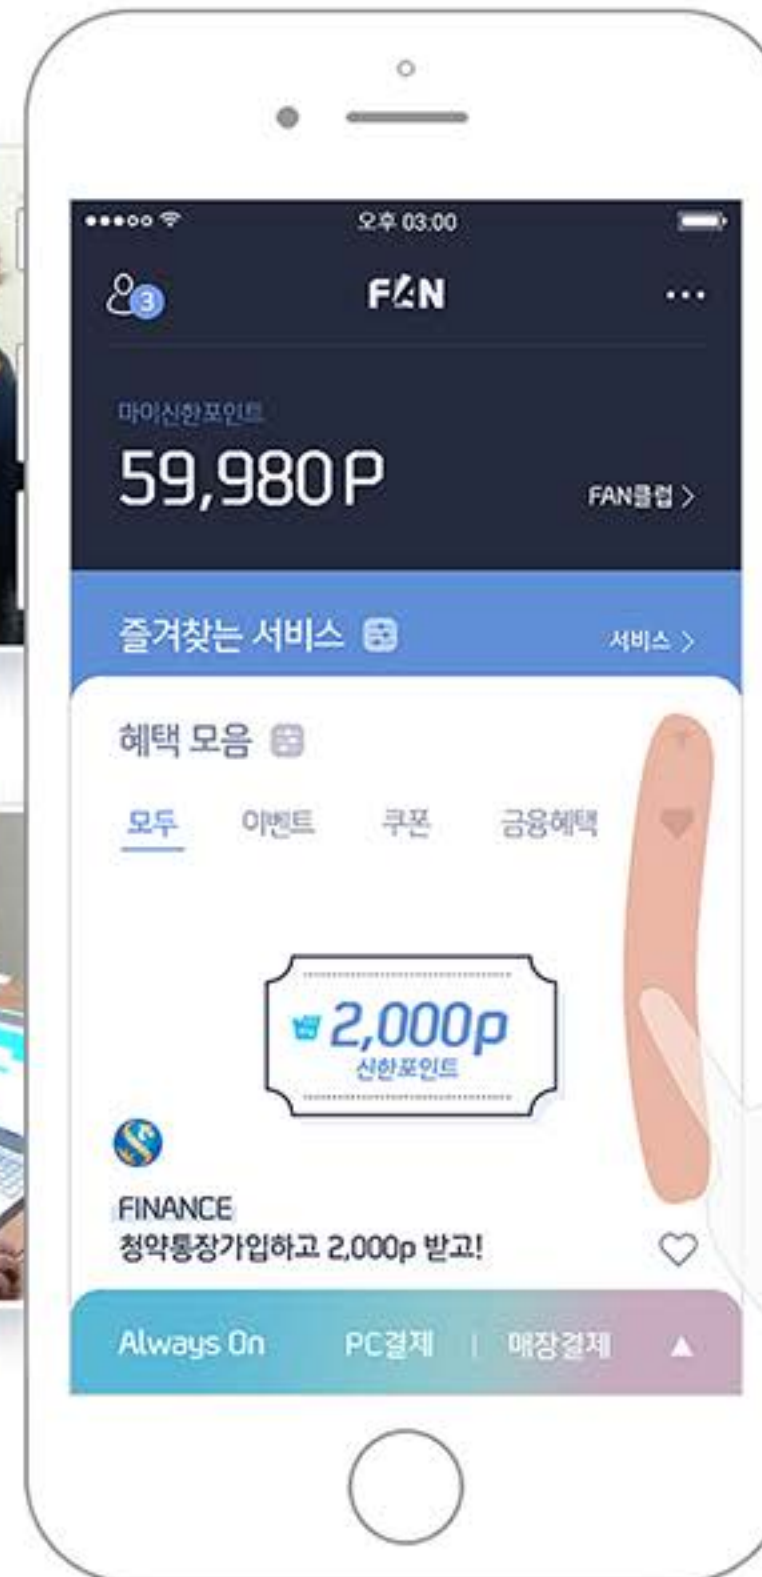 오후 03:00
3
FAN
마이신한포인트
59,980P
FAN클럽 >
즐겨찾는 서비스
서비스 >
혜택 모음
모두 이벤트 쿠폰 금융혜택
2,000p
신한포인트
FINANCE
청약통장가입하고 2,000p 받고!
Always On PC결제 | 매장결제 ▲